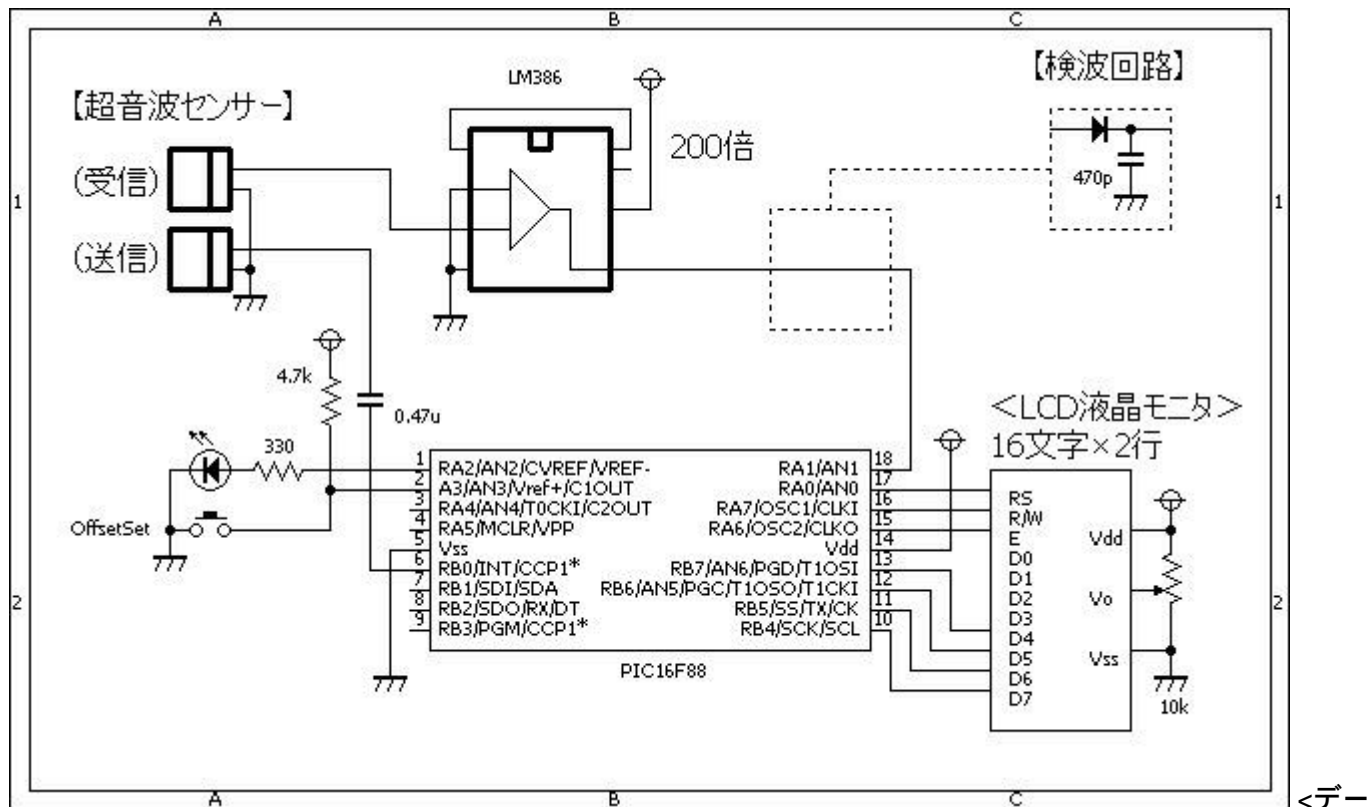 A
B
C
【検波回路】
LM386
【超音波センサー】
200倍
(受信)
470p
1
1
(送信)
4.7k
0.47u
<LCD液晶モニタ>
16文字×2行
330
1
RA2/AN2/CVREF/VREF-
2
A3/AN3/Vref+/C1OUT
3
RA4/AN4/T0CKI/C2OUT
4
RA5/MCLR/VPP
5
Vss
6
RB0/INT/CCP1*
7
RB1/SDI/SDA
8
RB2/SDO/RX/DT
9
RB3/PGM/CCP1*
RA1/AN1
18
RA0/AN0
17
RA7/OSC1/CLKI
16
RA6/OSC2/CLKO
15
Vdd
14
RB7/AN6/PGD/T1OSI
13
RB6/AN5/PGC/T1OSO/T1CKI
12
RB5/SS/TX/CK
11
RB4/SCK/SCL
10
OffsetSet
PIC16F88
RS
R/W
E
D0
D1
D2
D3
D4
D5
D6
D7
Vdd
Vo
Vss
10k
2
2
A
B
C
<デー